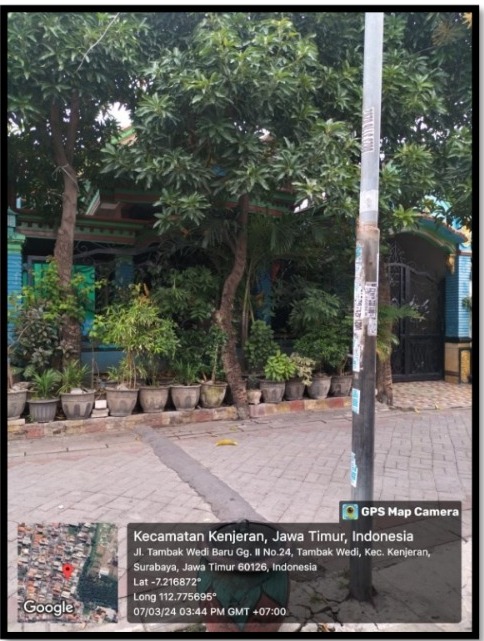 GPS Map Camera
Kecamatan Kenjeran, Jawa Timur, Indonesia
Jl. Tambak Wedi Baru Gg. II No.24, Tambak Wedi, Kec. Kenjeran,
Surabaya, Jawa Timur 60126, Indonesia
Lat -7.216872°
Long 112.775695°
07/03/24 03:44 PM GMT +07:00
Google